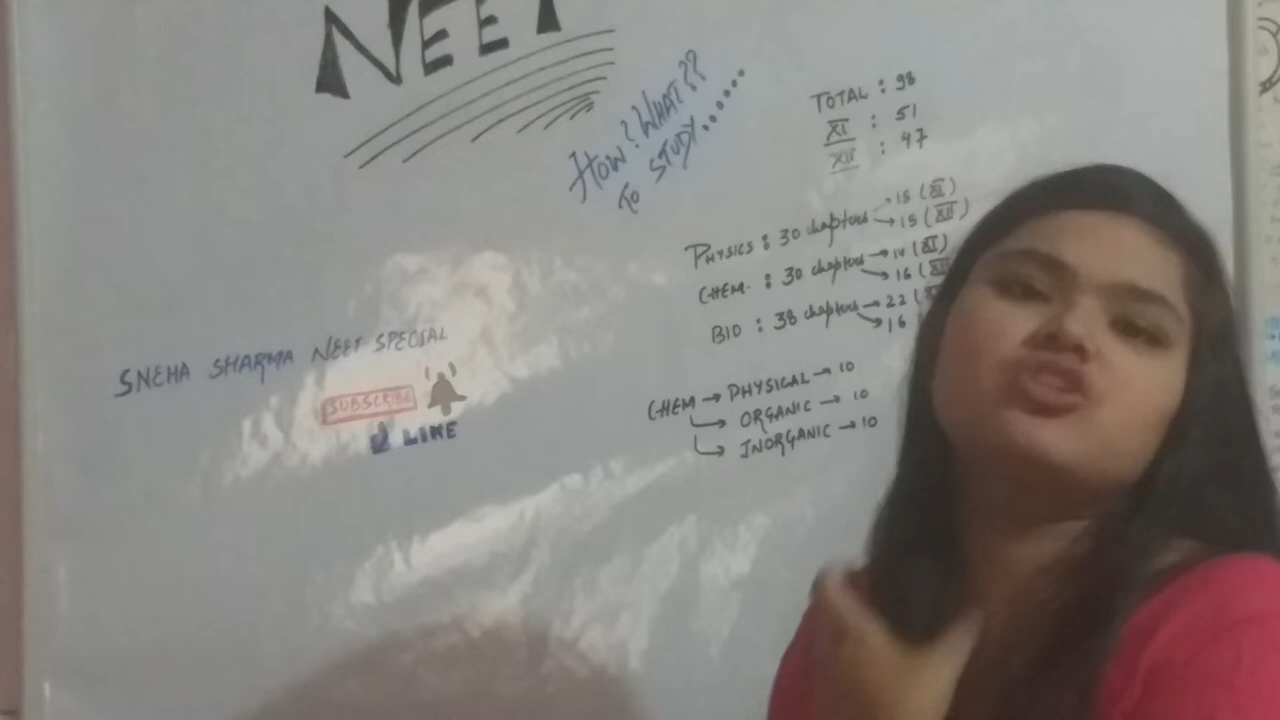 NEET
HOW? WHAT??
TO STUDY......
TOTAL : 98
XI : 51
XII : 47
PHYSICS : 30 chapters → 15 (XI)
→ 15 (XII)
CHEM. : 30 chapters → 14 (XI)
→ 16 (XII
BIO : 38 chapters → 22 (
→ 16
SNEHA SHARMA NEET SPECIAL
SUBSCRIBE
LIKE
CHEM → PHYSICAL → 10
→ ORGANIC → 10
→ INORGANIC → 10